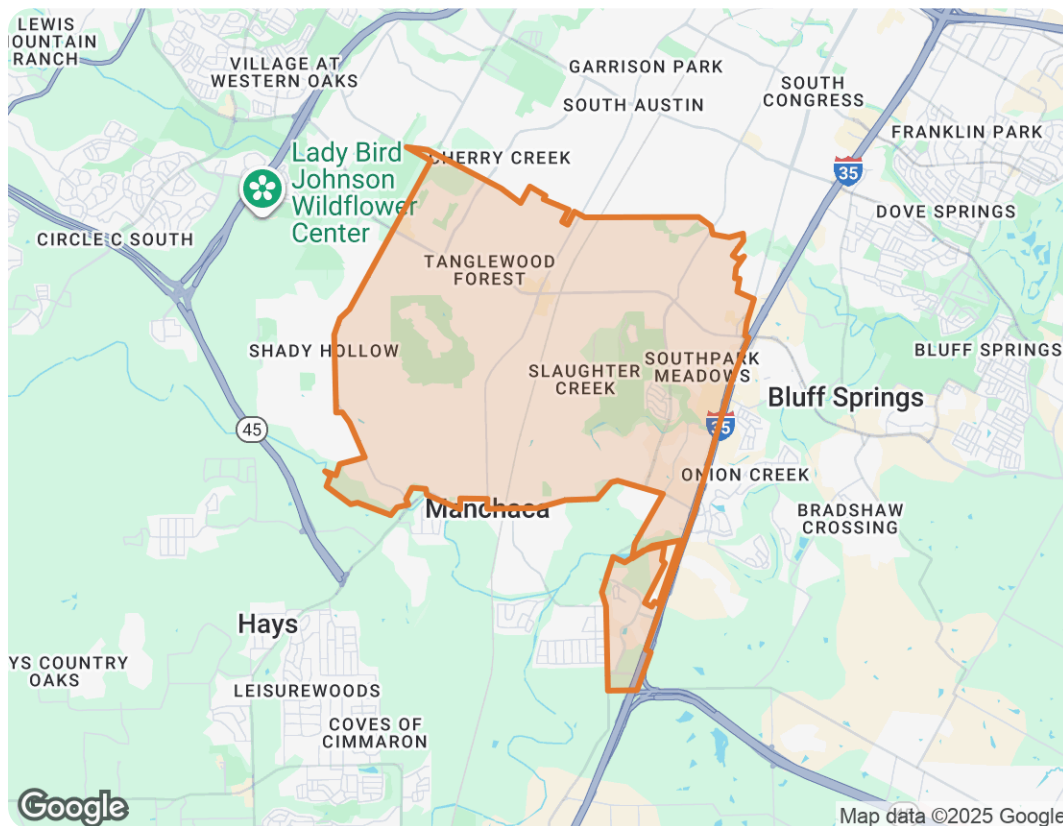 LEWIS
MOUNTAIN
RANCH
VILLAGE AT
WESTERN OAKS
GARRISON PARK
SOUTH AUSTIN
SOUTH
CONGRESS
FRANKLIN PARK
CHERRY CREEK
Lady Bird
Johnson
Wildflower
Center
35
DOVE SPRINGS
CIRCLE C SOUTH
TANGLEWOOD
FOREST
SHADY HOLLOW
SLAUGHTER
CREEK
SOUTHPARK
MEADOWS
BLUFF SPRINGS
Bluff Springs
45
35
ONION CREEK
Manchaca
BRADSHAW
CROSSING
Hays
YS COUNTRY
OAKS
LEISUREWOODS
COVES OF
CIMMARON
Google
Map data ©2025 Google